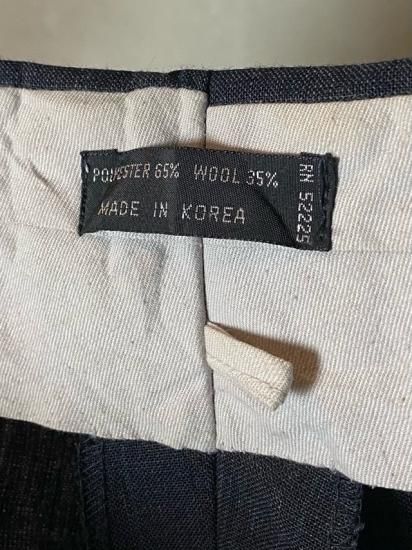 POLYESTER 65% WOOL 35%
MADE IN KOREA
RN 52225